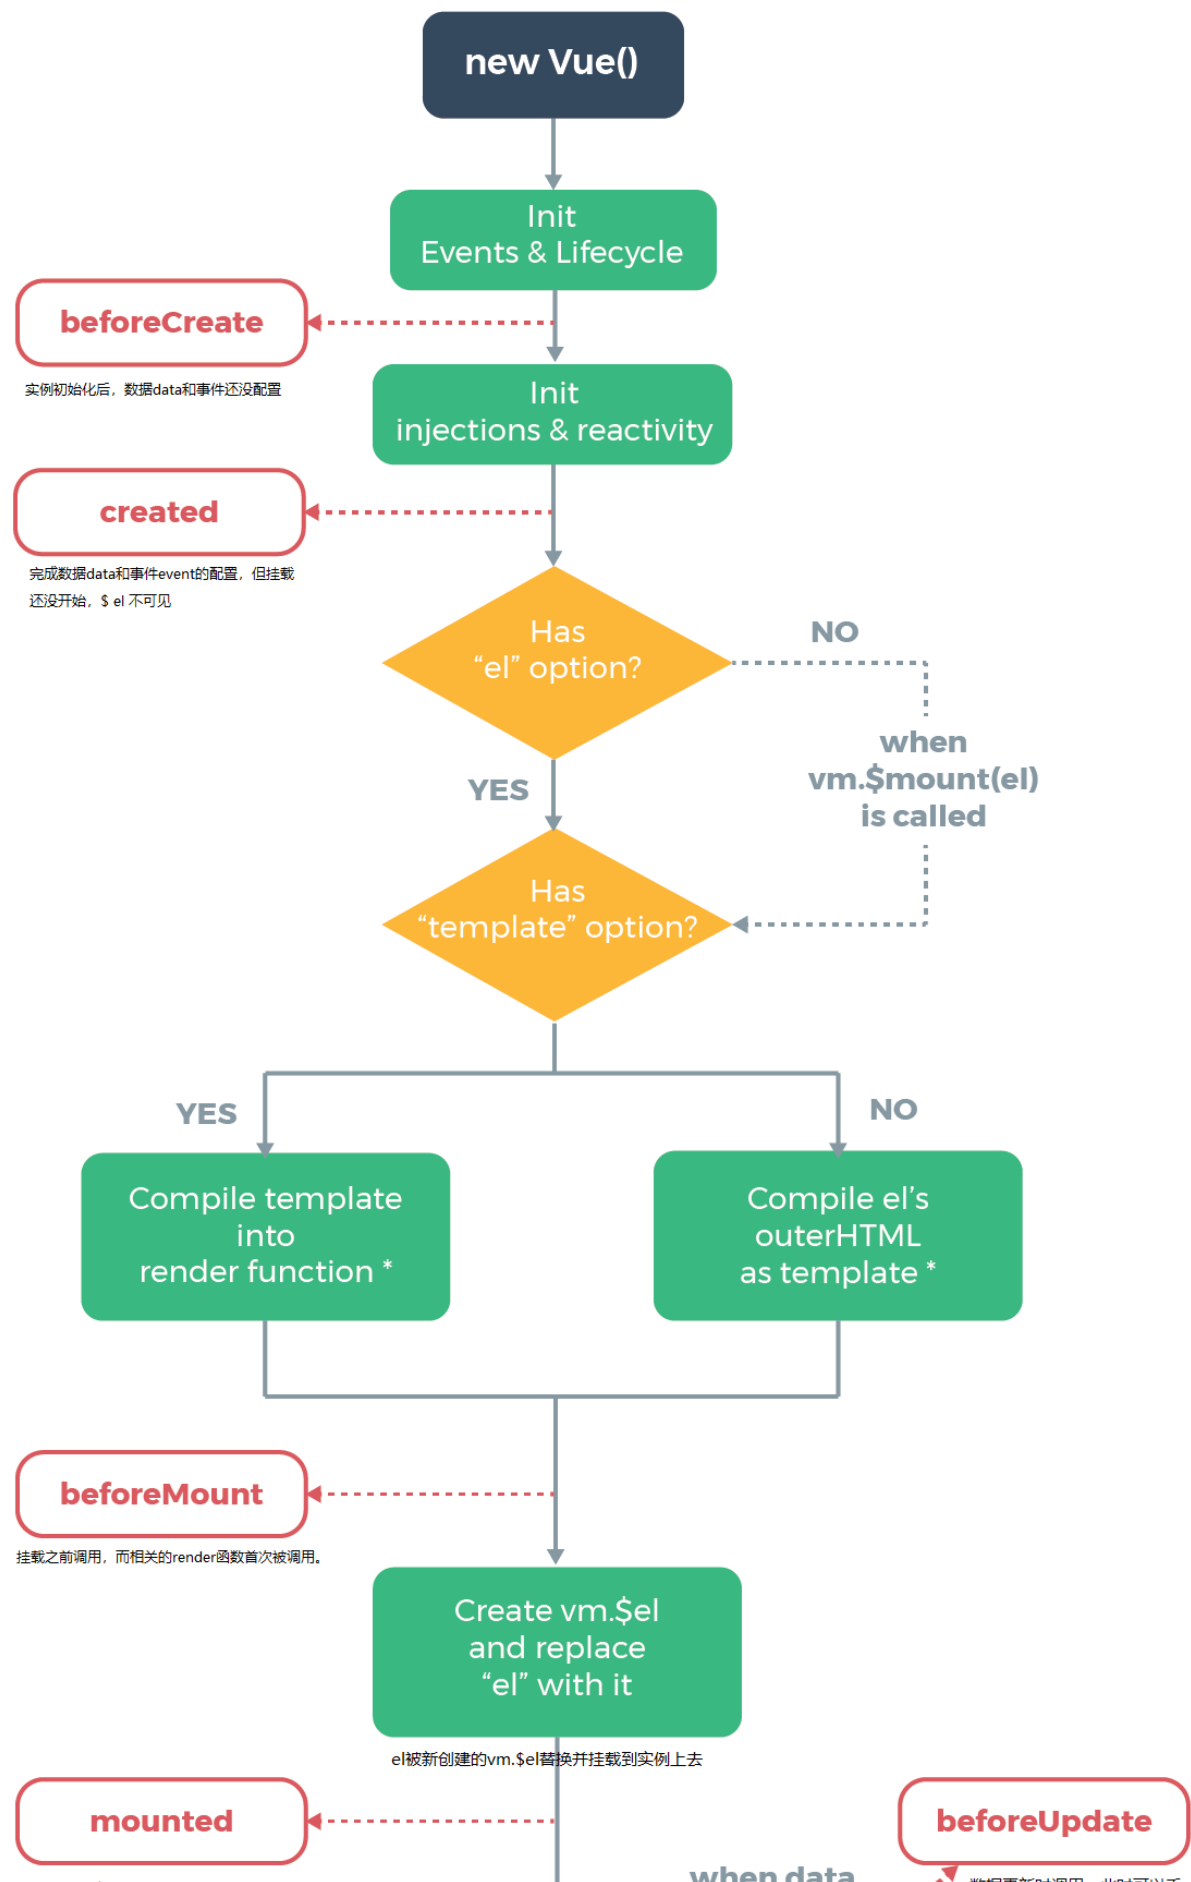 new Vue()
Init
Events & Lifecycle
beforeCreate
实例初始化后，数据data和事件还没配置
Init
injections & reactivity
created
完成数据data和事件event的配置，但挂载
还没开始，$ el 不可见
Has
“el” option?
NO
when
vm.$mount(el)
is called
YES
Has
“template” option?
YES
NO
Compile template
into
render function *
Compile el’s
outerHTML
as template *
beforeMount
挂载之前调用，而相关的render函数首次被调用。
Create vm.$el
and replace
“el” with it
el被新创建的vm.$el替换并挂载到实例上去
mounted
beforeUpdate
when data